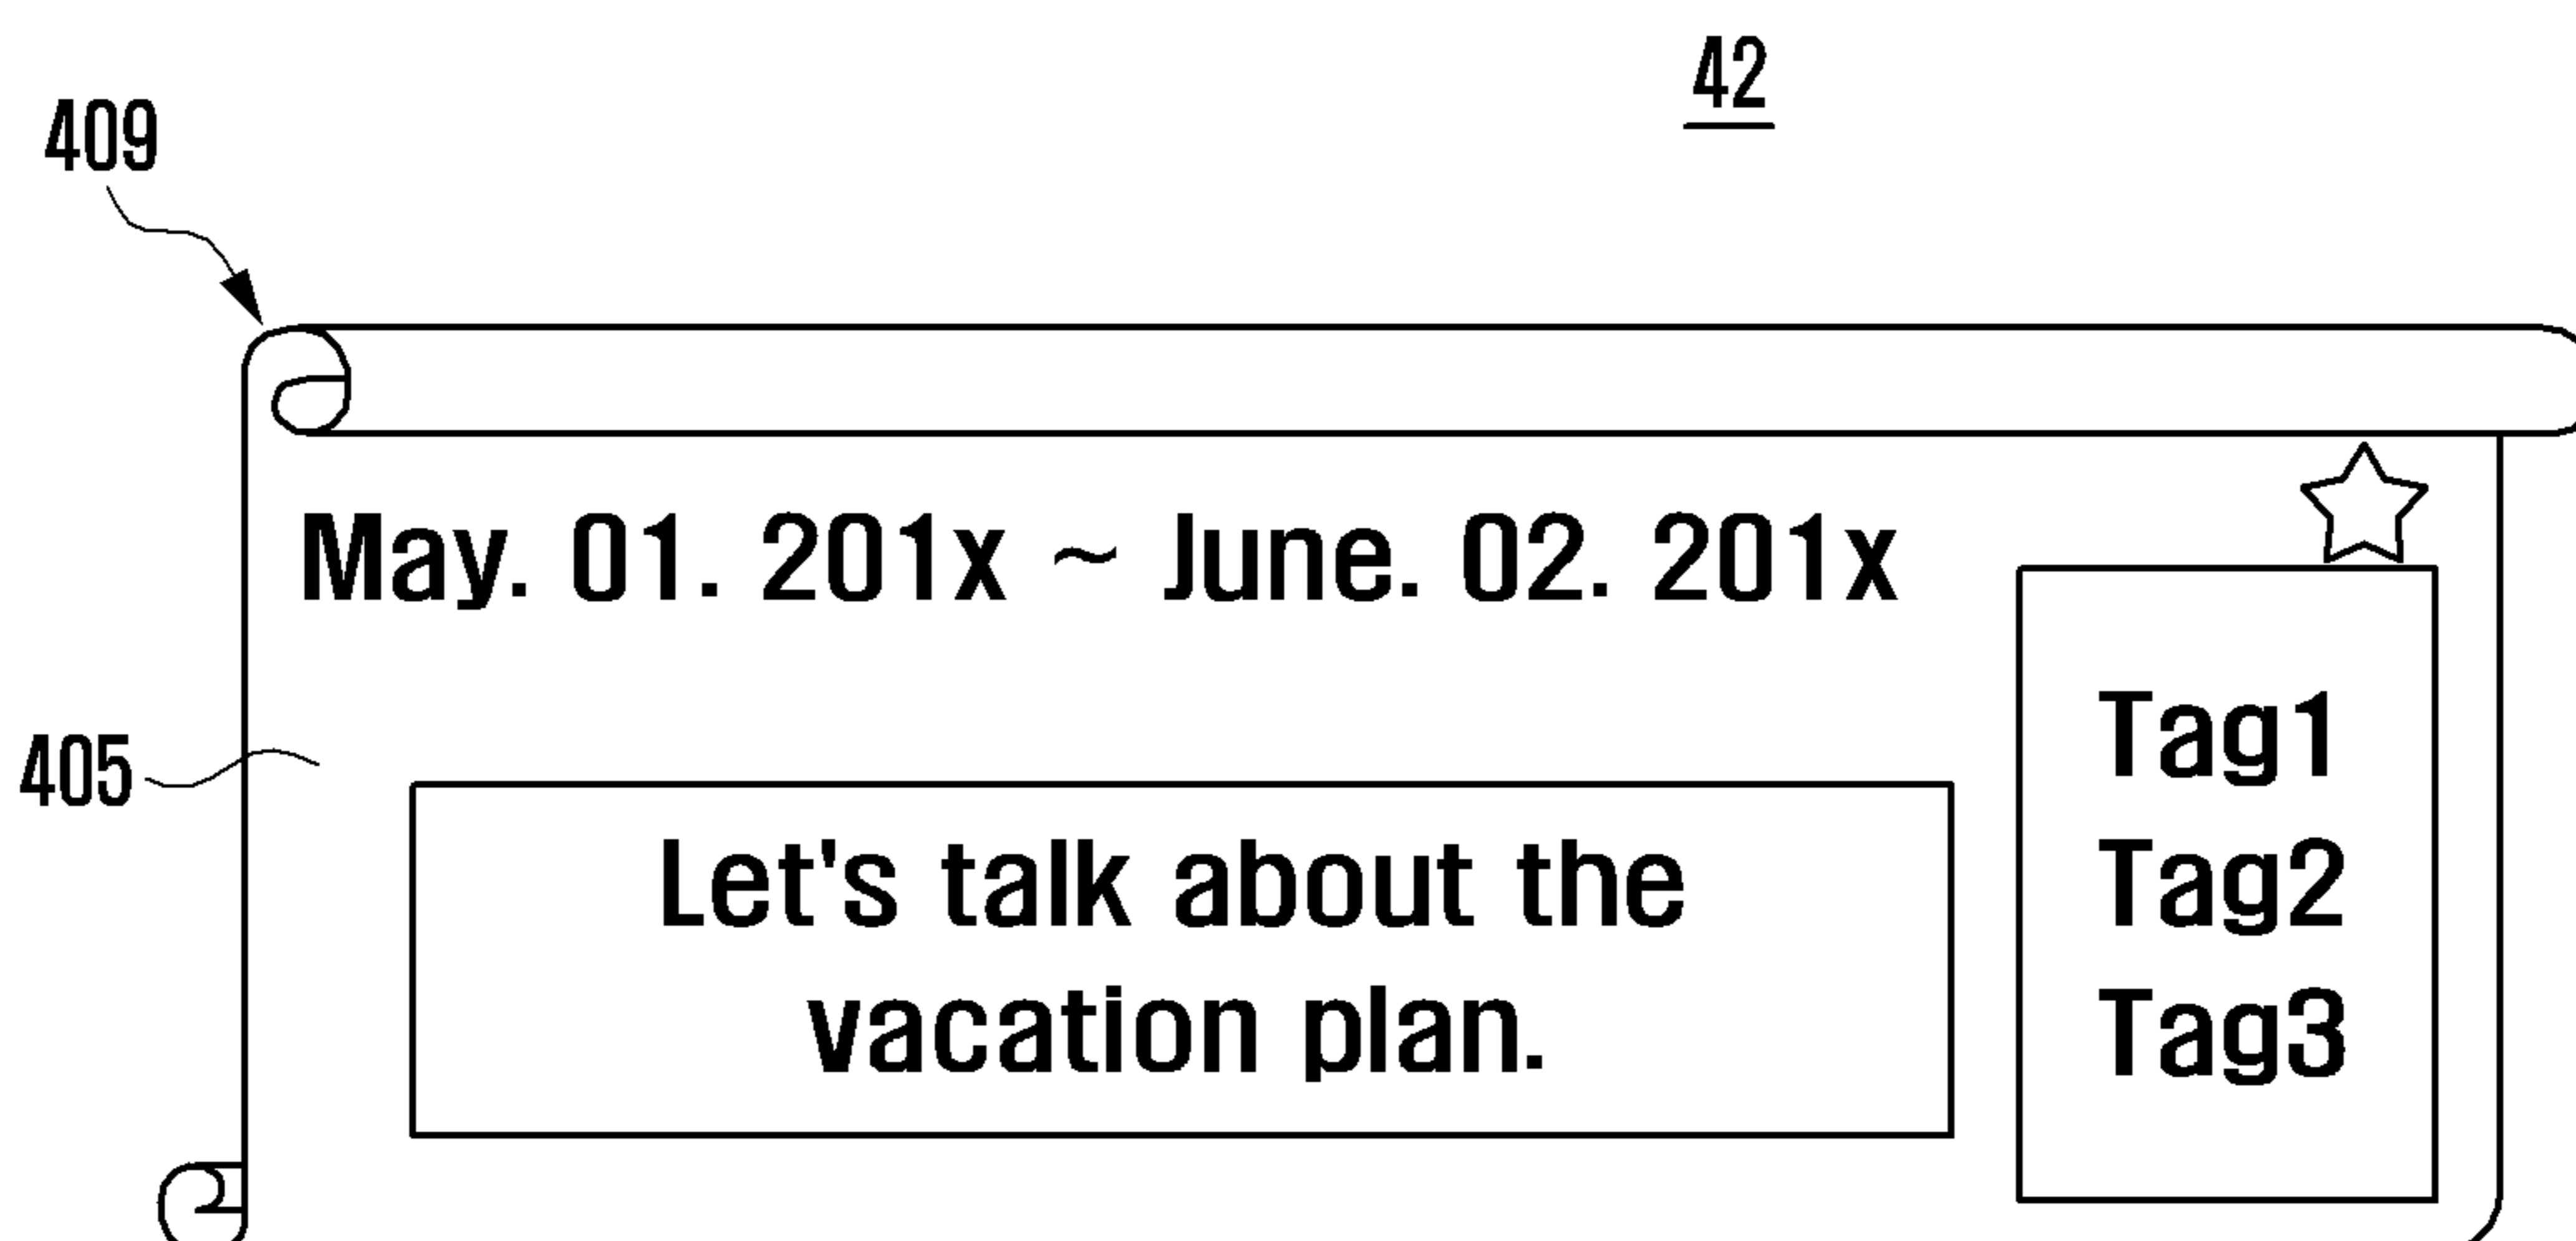 42
409
May. 01. 201x ~ June. 02. 201x
405
Let's talk about the
vacation plan.
Tag1
Tag2
Tag3